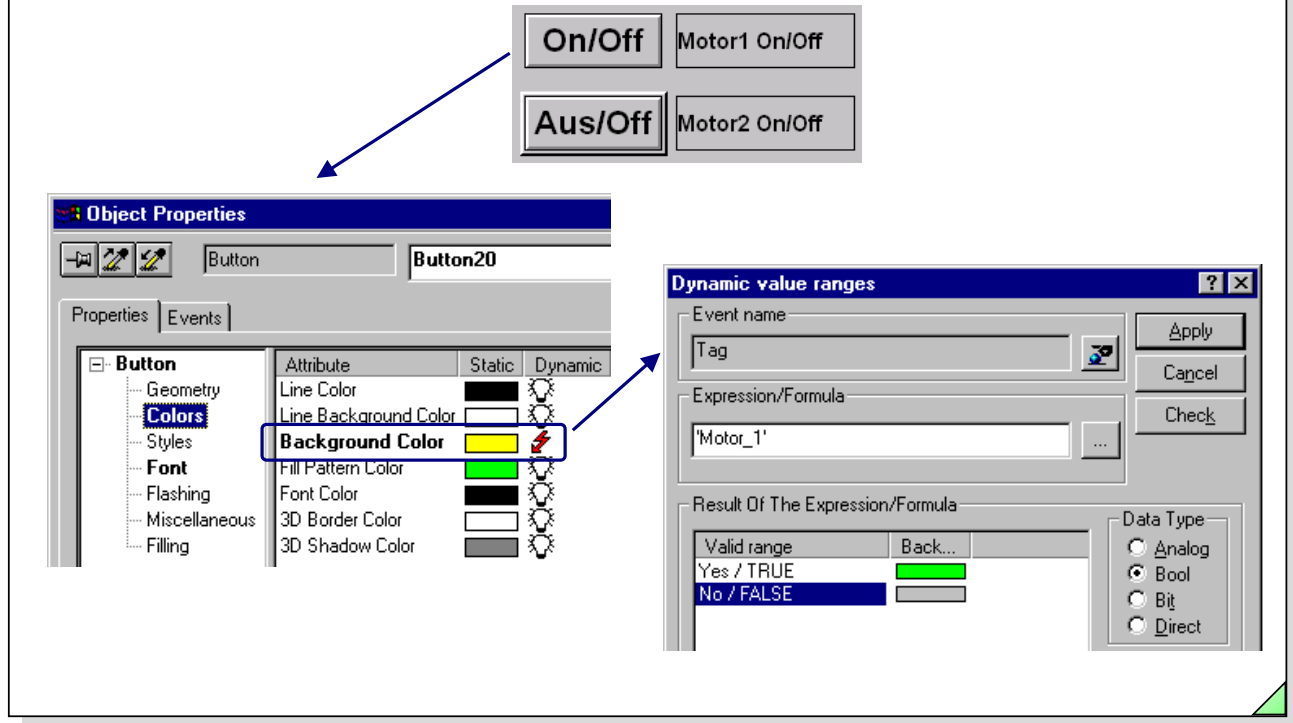 On/Off Motor1 On/Off
Aus/Off Motor2 On/Off
Object Properties
Button Button20
Properties Events
Button
Geometry
Colors
Styles
Font
Flashing
Miscellaneous
Filling
Attribute Static Dynamic
Line Color
Line Background Color
Background Color
Fill Pattern Color
Font Color
3D Border Color
3D Shadow Color
Dynamic value ranges
Event name
Tag
Apply
Cancel
Check
Expression/Formula
'Motor_1' ...
Result Of The Expression/Formula
Valid range Back...
Yes / TRUE
No / FALSE
Data Type
Analog
Bool
Bit
Direct